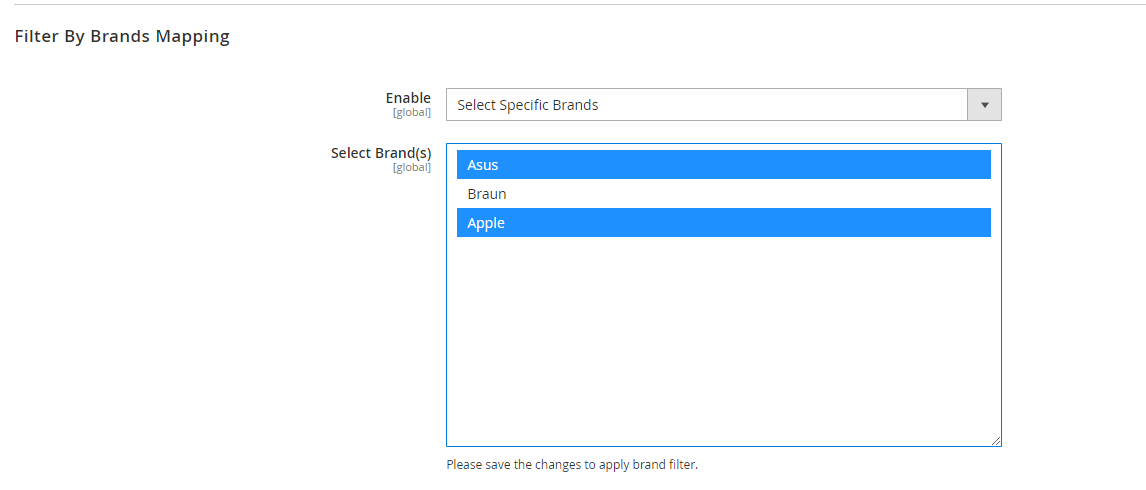 Filter By Brands Mapping
Enable
[global]
Select Specific Brands
Select Brand(s)
[global]
Asus
Braun
Apple
Please save the changes to apply brand filter.